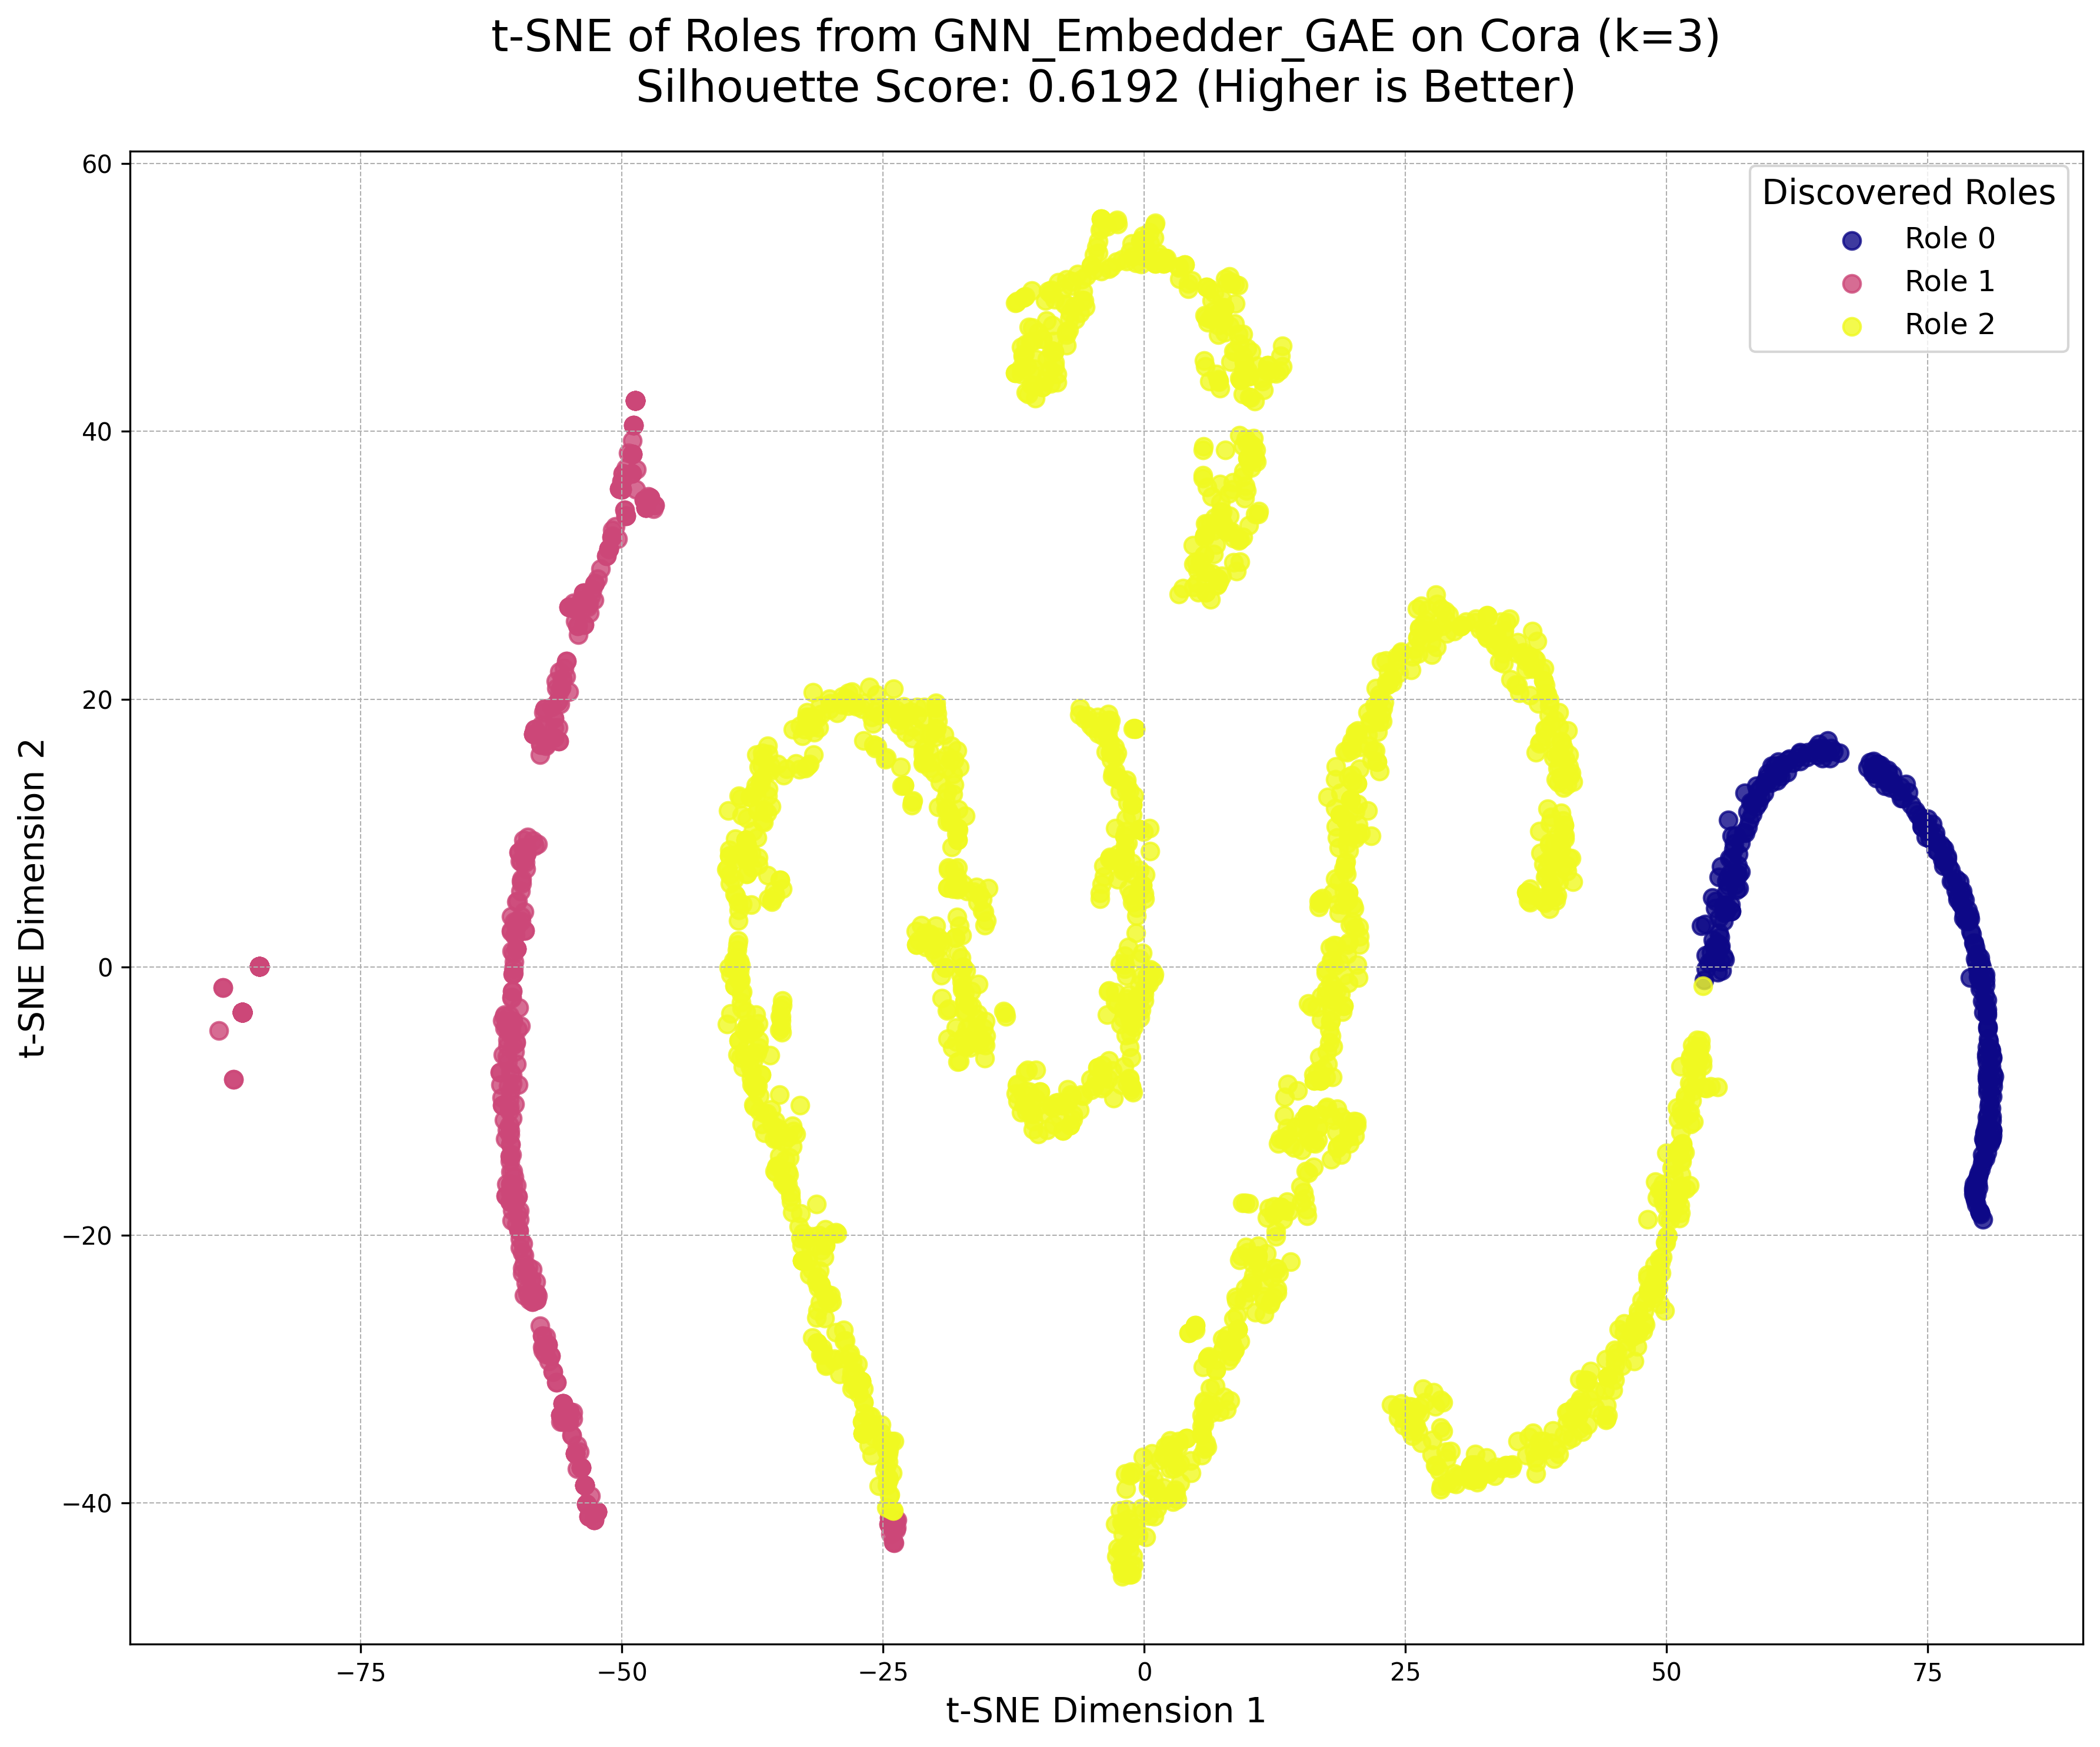 t-SNE of Roles from GNN_Embedder_GAE on Cora (k=3)
Silhouette Score: 0.6192 (Higher is Better)
Discovered Roles
Role 0
Role 1
Role 2
t-SNE Dimension 2
60
40
20
0
−20
−40
−75
−50
−25
0
25
50
75
t-SNE Dimension 1